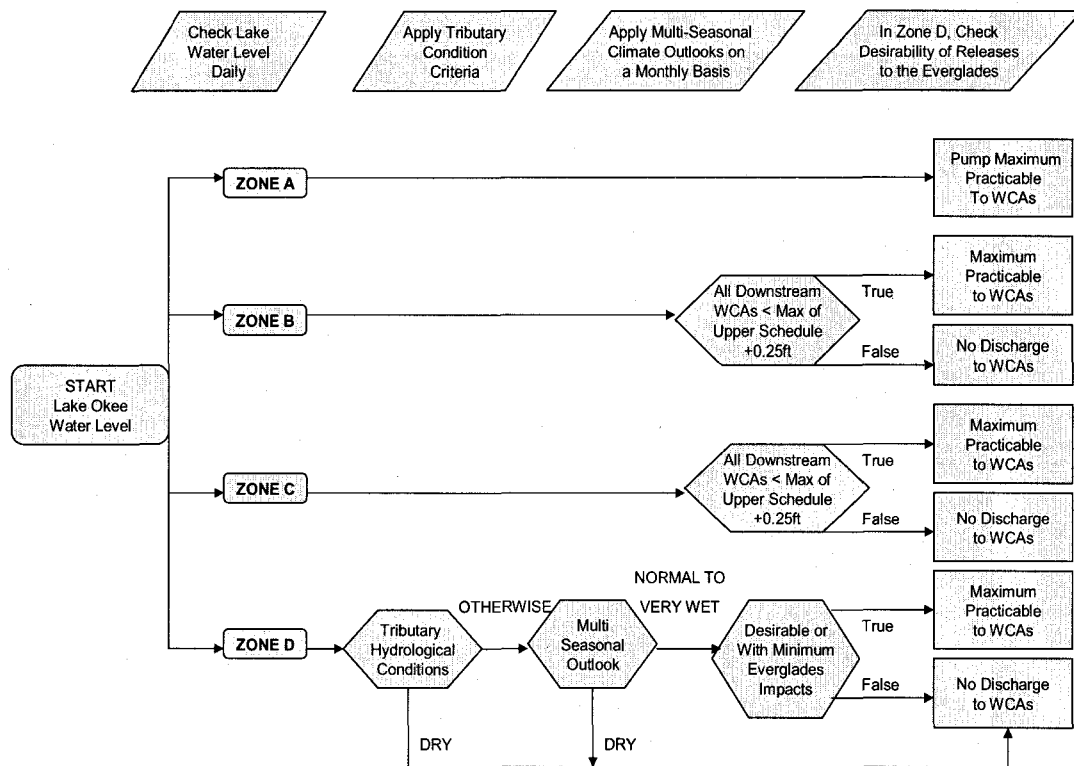 Check Lake
Water Level
Daily
Apply Tributary
Condition
Criteria
Apply Multi-Seasonal
Climate Outlooks on
a Monthly Basis
In Zone D, Check
Desirability of Releases
to the Everglades
ZONE A
Pump Maximum
Practicable
To WCAs
ZONE B
All Downstream
WCAs < Max of
Upper Schedule
+0.25ft
True
False
Maximum
Practicable
to WCAs
No Discharge
to WCAs
START
Lake Okee
Water Level
ZONE C
All Downstream
WCAs < Max of
Upper Schedule
+0.25ft
True
False
Maximum
Practicable
to WCAs
No Discharge
to WCAs
ZONE D
Tributary
Hydrological
Conditions
OTHERWISE
Multi
Seasonal
Outlook
NORMAL TO
VERY WET
Desirable or
With Minimum
Everglades
Impacts
True
False
Maximum
Practicable
to WCAs
No Discharge
to WCAs
DRY
DRY